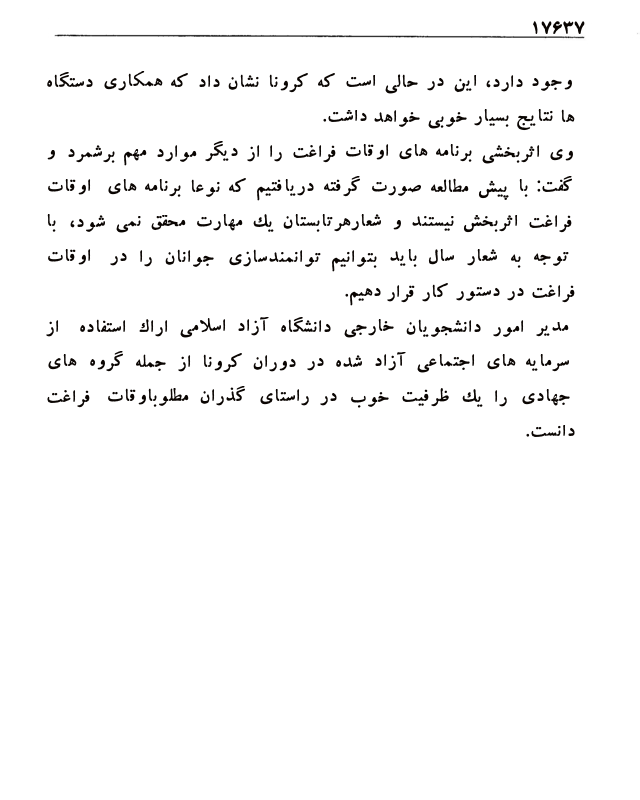 ۱۷۶۳۷
وجود دارد، این در حالی است که کرونا نشان داد که همکاری دستگاه
ها نتایج بسیار خوبی خواهد داشت.
وی اثربخشی برنامه های اوقات فراغت را از دیگر موارد مهم برشمرد و
گفت: با پیش مطالعه صورت گرفته دریافتیم که نوعا برنامه های اوقات
فراغت اثربخش نیستند و شعارهرتابستان یك مهارت محقق نمی شود، با
توجه به شعار سال باید بتوانیم توانمندسازی جوانان را در اوقات
فراغت در دستور کار قرار دهیم.
مدیر امور دانشجویان خارجی دانشگاه آزاد اسلامی اراك استفاده از
سرمایه های اجتماعی آزاد شده در دوران کرونا از جمله گروه های
جهادی را یك ظرفیت خوب در راستای گذران مطلوباوقات فراغت
دانست.